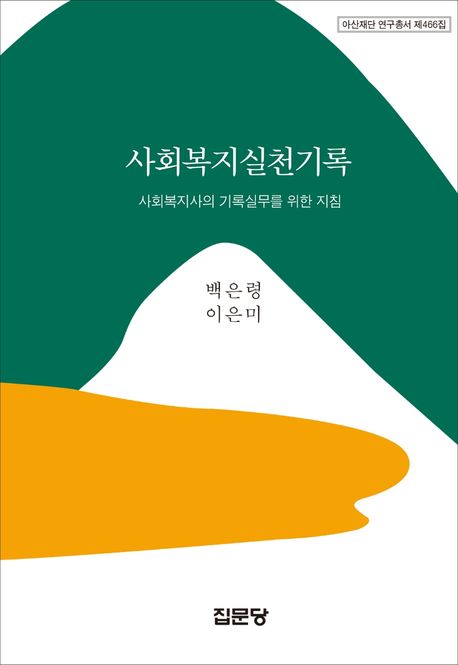 아산재단 연구총서 제466집
사회복지실천기록
사회복지사의 기록실무를 위한 지침
백은령
이은미
집문당